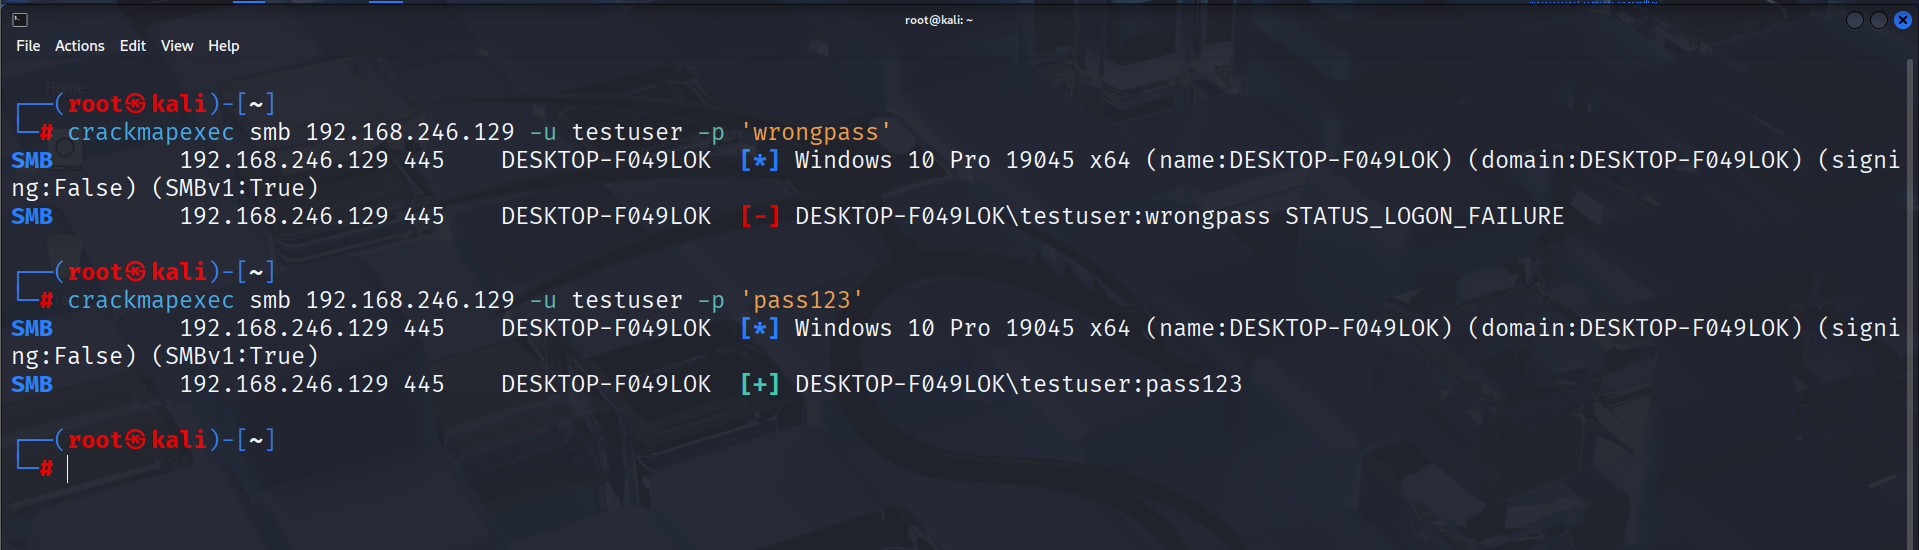 root@kali: ~
File Actions Edit View Help
Home
┌──(root㉿kali)-[~]
└─# crackmapexec smb 192.168.246.129 -u testuser -p 'wrongpass'
SMB 192.168.246.129 445 DESKTOP-F049LOK [*] Windows 10 Pro 19045 x64 (name:DESKTOP-F049LOK) (domain:DESKTOP-F049LOK) (signi
ng:False) (SMBv1:True)
SMB 192.168.246.129 445 DESKTOP-F049LOK [-] DESKTOP-F049LOK\testuser:wrongpass STATUS_LOGON_FAILURE
┌──(root㉿kali)-[~]
└─# crackmapexec smb 192.168.246.129 -u testuser -p 'pass123'
SMB 192.168.246.129 445 DESKTOP-F049LOK [*] Windows 10 Pro 19045 x64 (name:DESKTOP-F049LOK) (domain:DESKTOP-F049LOK) (signi
ng:False) (SMBv1:True)
SMB 192.168.246.129 445 DESKTOP-F049LOK [+] DESKTOP-F049LOK\testuser:pass123
┌──(root㉿kali)-[~]
└─#